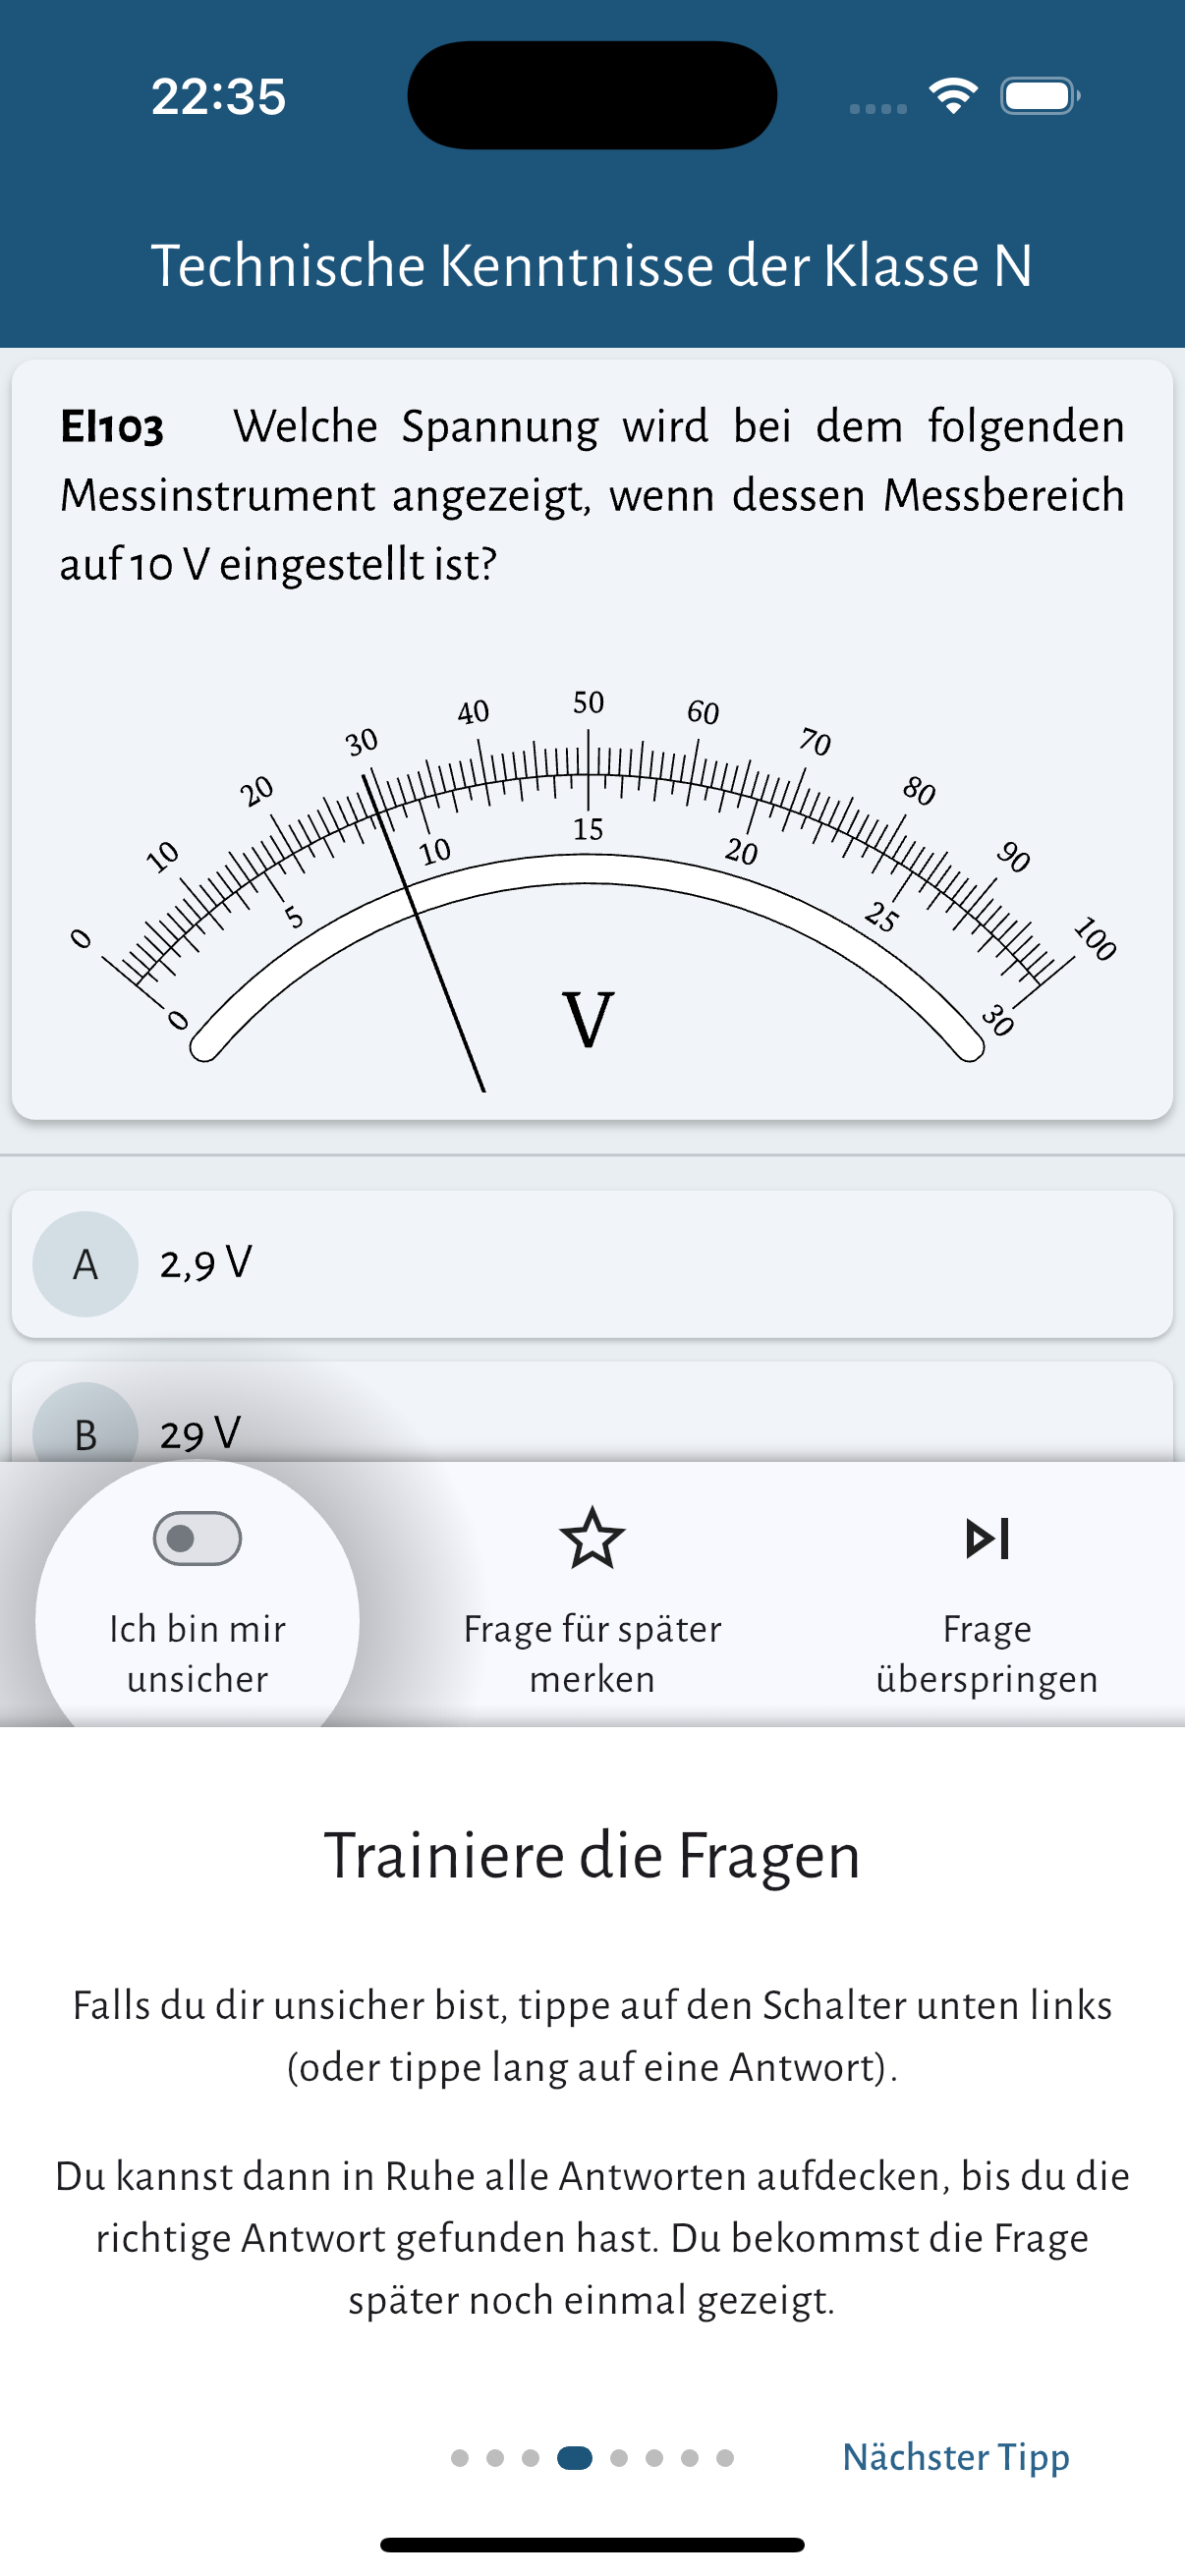 22:35
Technische Kenntnisse der Klasse N
EI103 Welche Spannung wird bei dem folgenden
Messinstrument angezeigt, wenn dessen Messbereich
auf 10 V eingestellt ist?
0 10 20 30 40 50 60 70 80 90 100
0 5 10 15 20 25 30
V
A 2,9 V
B 29 V
Ich bin mir
unsicher
Frage für später
merken
Frage
überspringen
Trainiere die Fragen
Falls du dir unsicher bist, tippe auf den Schalter unten links
(oder tippe lang auf eine Antwort).
Du kannst dann in Ruhe alle Antworten aufdecken, bis du die
richtige Antwort gefunden hast. Du bekommst die Frage
später noch einmal gezeigt.
Nächster Tipp